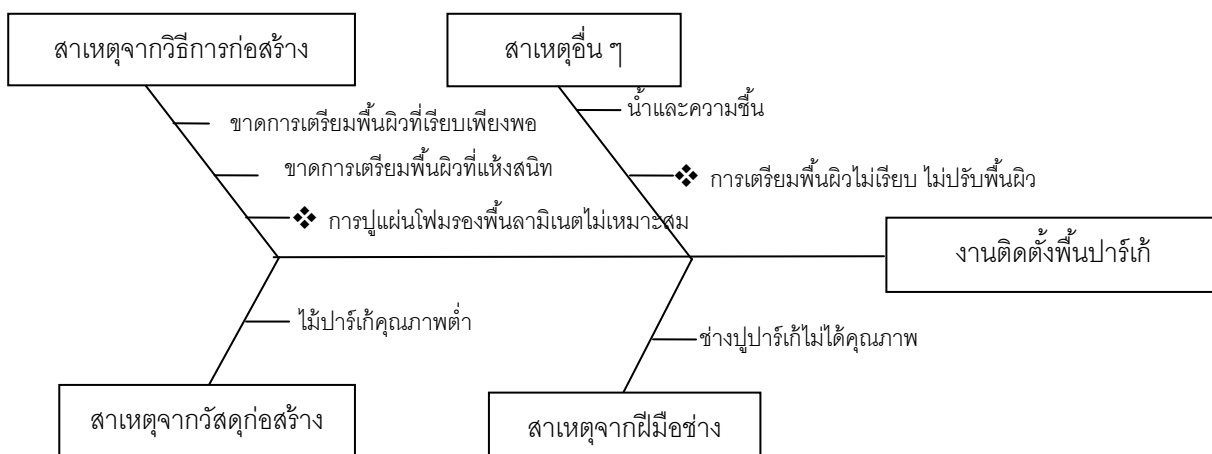 สาเหตุจากวิธีการก่อสร้าง
สาเหตุอื่น ๆ
น้ำและความชื้น
ขาดการเตรียมพื้นผิวที่เรียบเพียงพอ
ขาดการเตรียมพื้นผิวที่แห้งสนิท
❖ การเตรียมพื้นผิวไม่เรียบ ไม่ปรับพื้นผิว
❖ การปูแผ่นโฟมรองพื้นลามิเนตไม่เหมาะสม
งานติดตั้งพื้นปาร์เก้
ไม้ปาร์เก้คุณภาพต่ำ
ช่างปูปาร์เก้ไม่ได้คุณภาพ
สาเหตุจากวัสดุก่อสร้าง
สาเหตุจากฝีมือช่าง